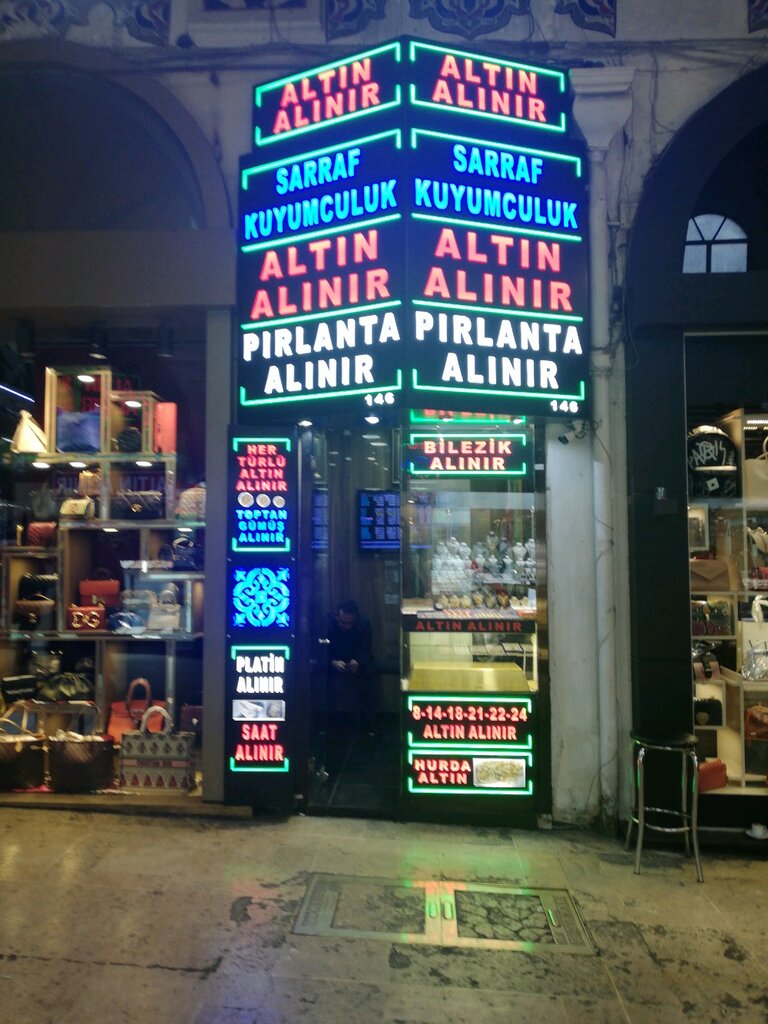 ALTIN
ALINIR
ALTIN
ALINIR
SARRAF
KUYUMCULUK
SARRAF
KUYUMCULUK
ALTIN
ALINIR
ALTIN
ALINIR
PIRLANTA
ALINIR
146
PIRLANTA
ALINIR
146
HER
TÜRLÜ
ALTIN
ALINIR
TOPTAN
GÜMÜŞ
ALINIR
PLATİN
ALINIR
SAAT
ALINIR
BİLEZİK
ALINIR
ALTIN ALINIR
8-14-18-21-22-24
ALTIN ALINIR
HURDA
ALTIN